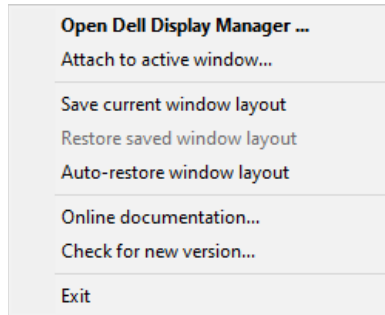 Open Dell Display Manager ...
Attach to active window...
Save current window layout
Restore saved window layout
Auto-restore window layout
Online documentation...
Check for new version...
Exit